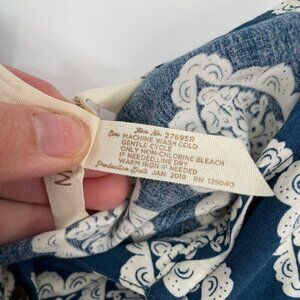 Item No. 27695R
Care MACHINE WASH COLD
GENTLE CYCLE
ONLY NON-CHLORINE BLEACH
IF NEEDED.LINE DRY
WARM IRON IF NEEDED
Production Date JAN 2019 RN 139040